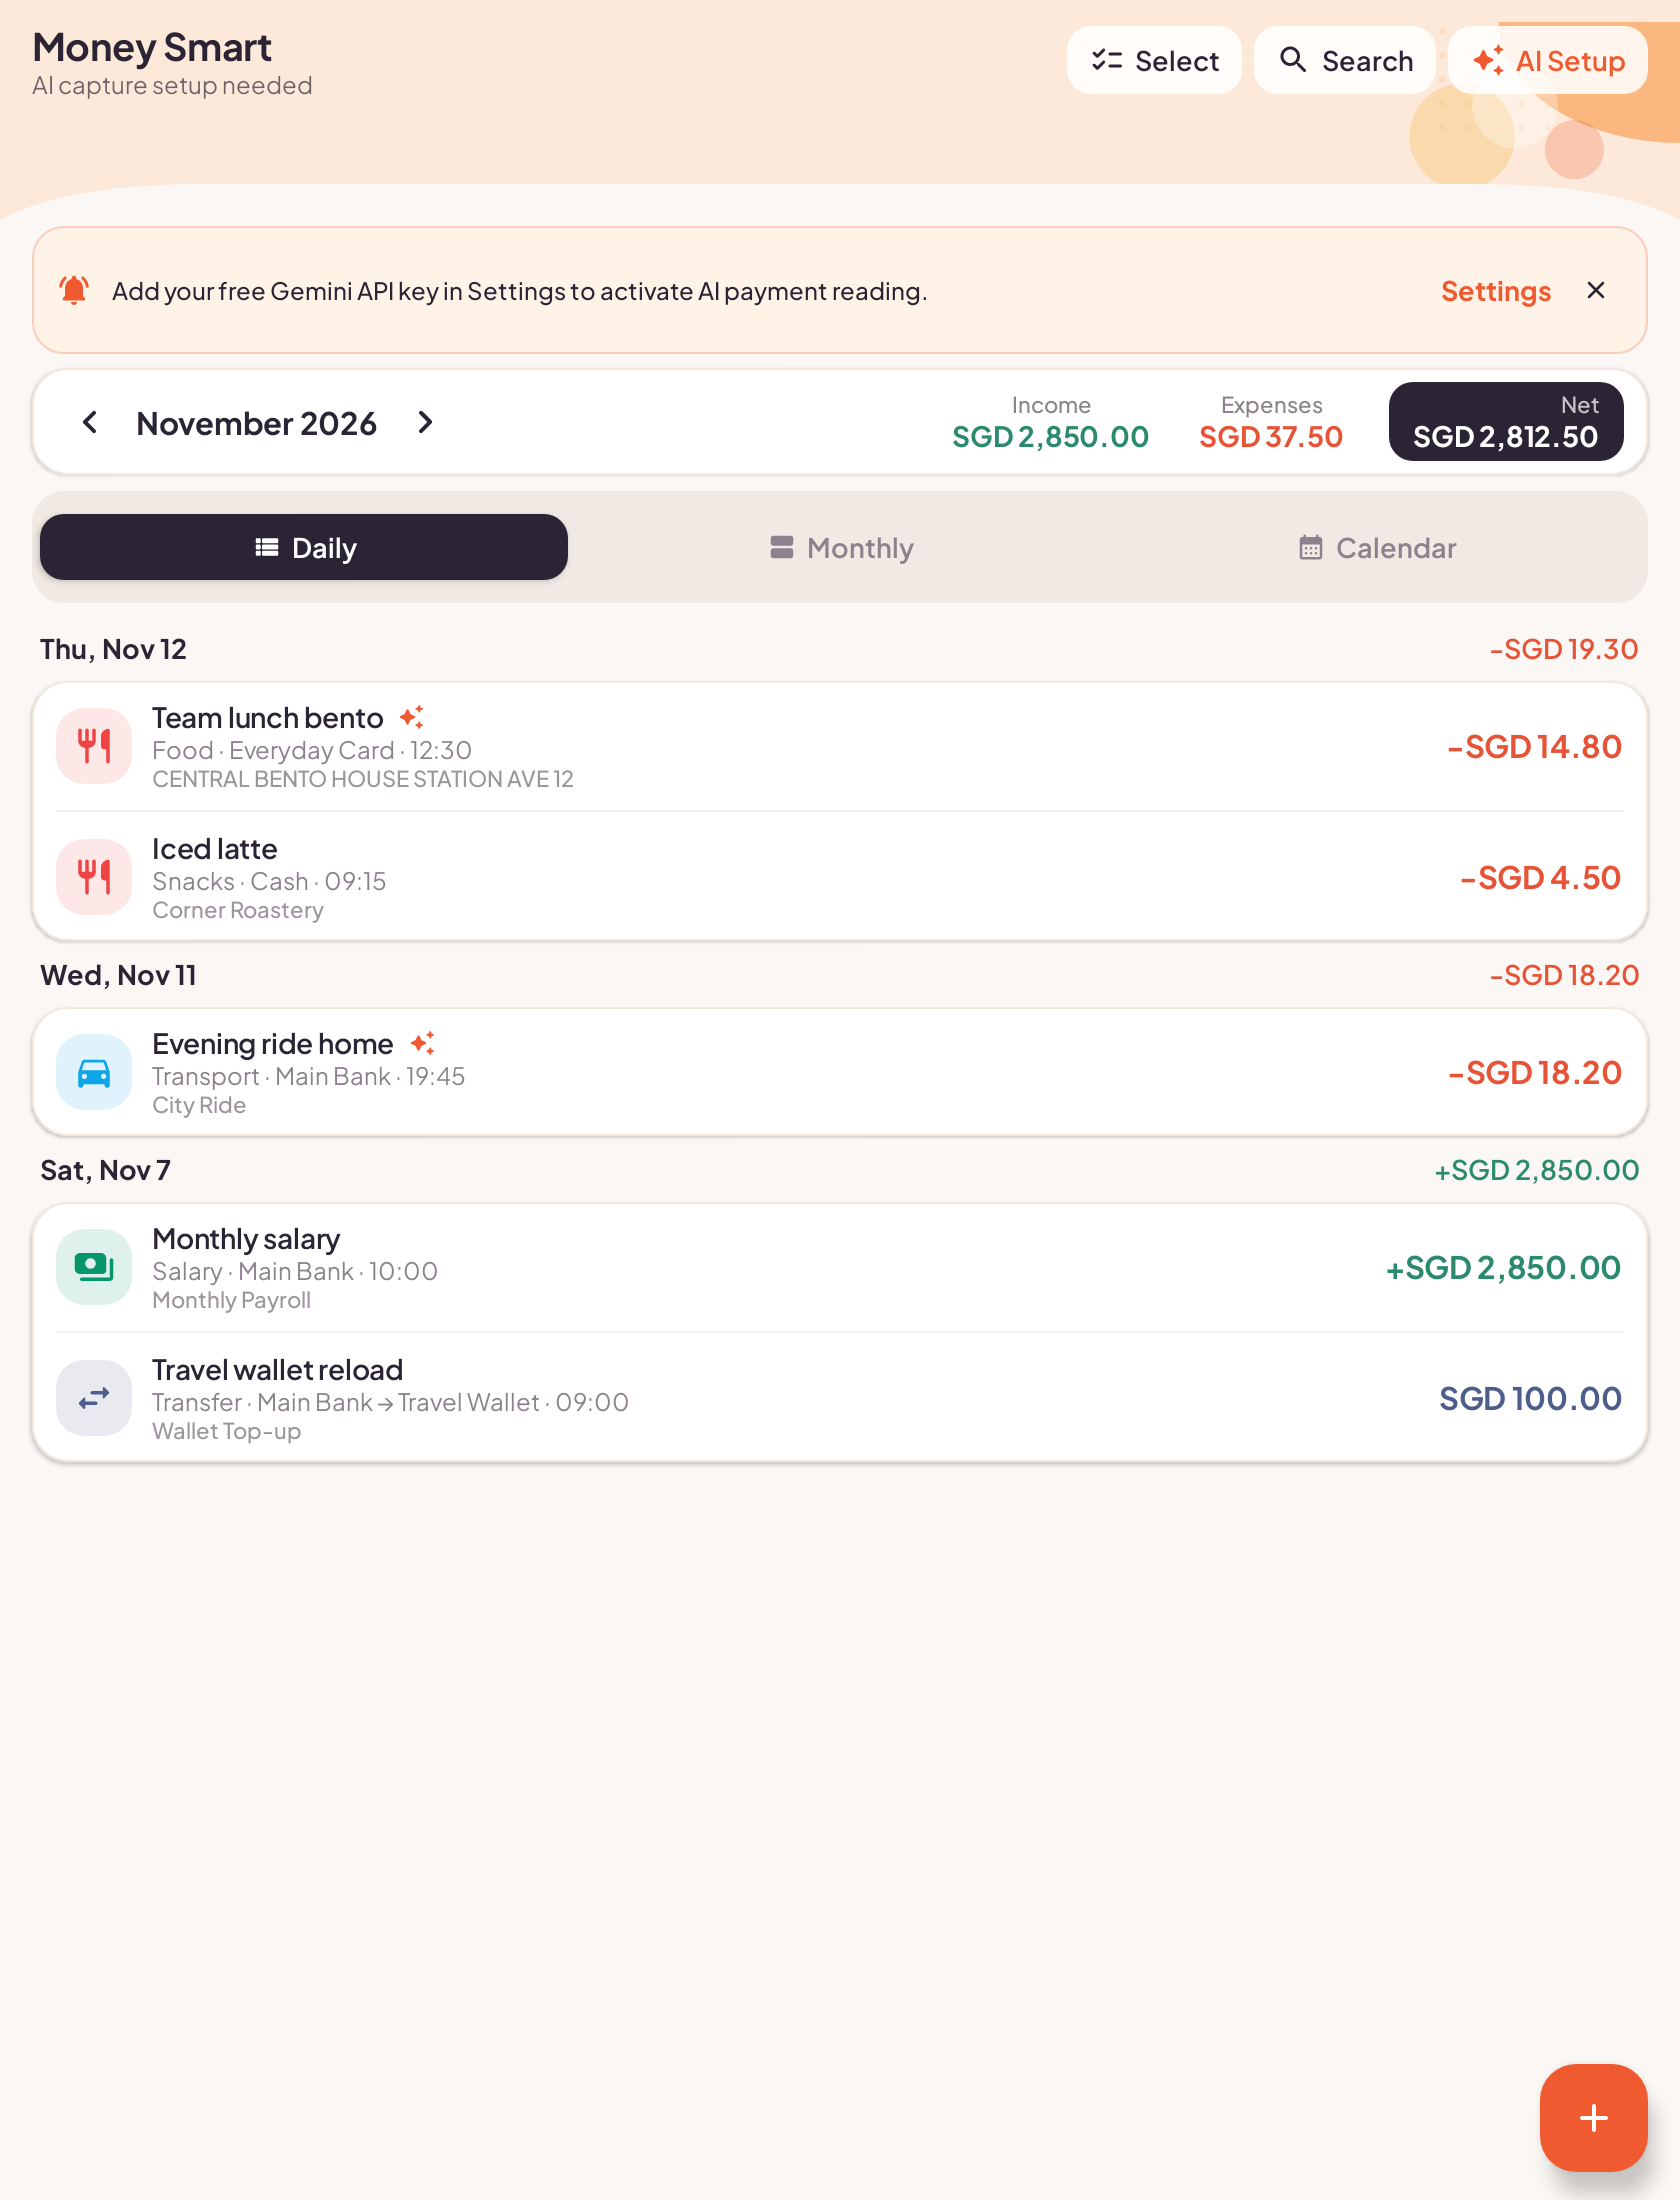 Money Smart
AI capture setup needed
Select
Search
AI Setup
Add your free Gemini API key in Settings to activate AI payment reading.
Settings
November 2026
Income
SGD 2,850.00
Expenses
SGD 37.50
Net
SGD 2,812.50
Daily
Monthly
Calendar
Thu, Nov 12
-SGD 19.30
Team lunch bento
Food · Everyday Card · 12:30
CENTRAL BENTO HOUSE STATION AVE 12
-SGD 14.80
Iced latte
Snacks · Cash · 09:15
Corner Roastery
-SGD 4.50
Wed, Nov 11
-SGD 18.20
Evening ride home
Transport · Main Bank · 19:45
City Ride
-SGD 18.20
Sat, Nov 7
+SGD 2,850.00
Monthly salary
Salary · Main Bank · 10:00
Monthly Payroll
+SGD 2,850.00
Travel wallet reload
Transfer · Main Bank → Travel Wallet · 09:00
Wallet Top-up
SGD 100.00